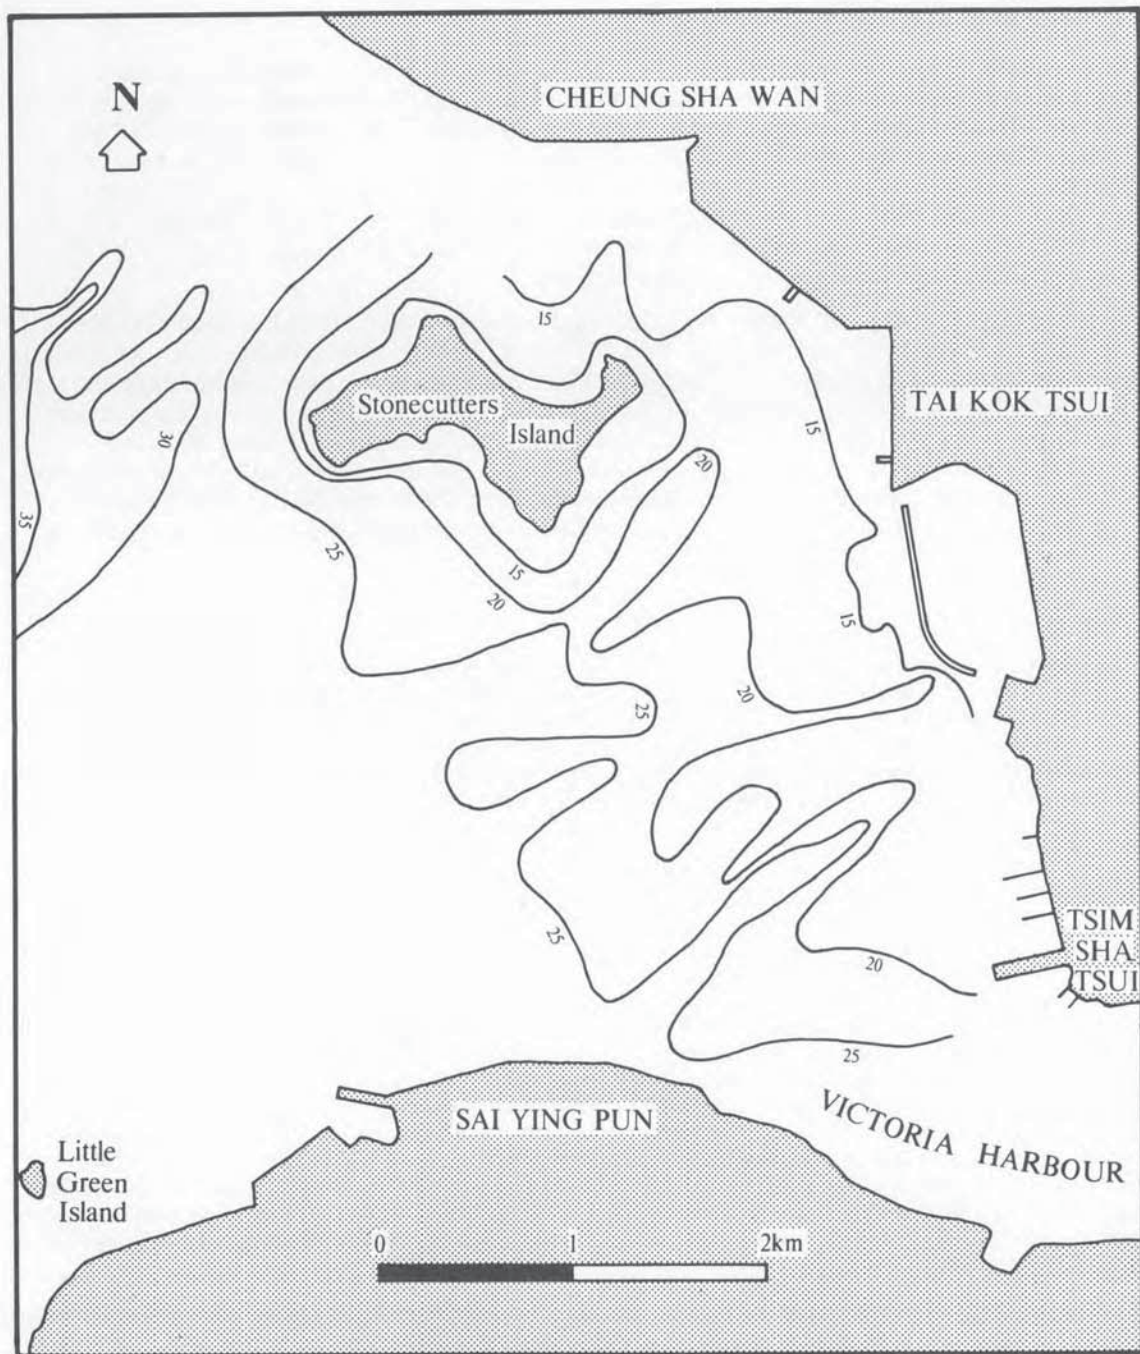 N
CHEUNG SHA WAN
15
Stonecutters
Island
TAI KOK TSUI
15
20
30
35
25
15
20
15
20
25
25
20
25
TSIM
SHA
TSUI
SAI YING PUN
VICTORIA HARBOUR
Little
Green
Island
0 1 2km